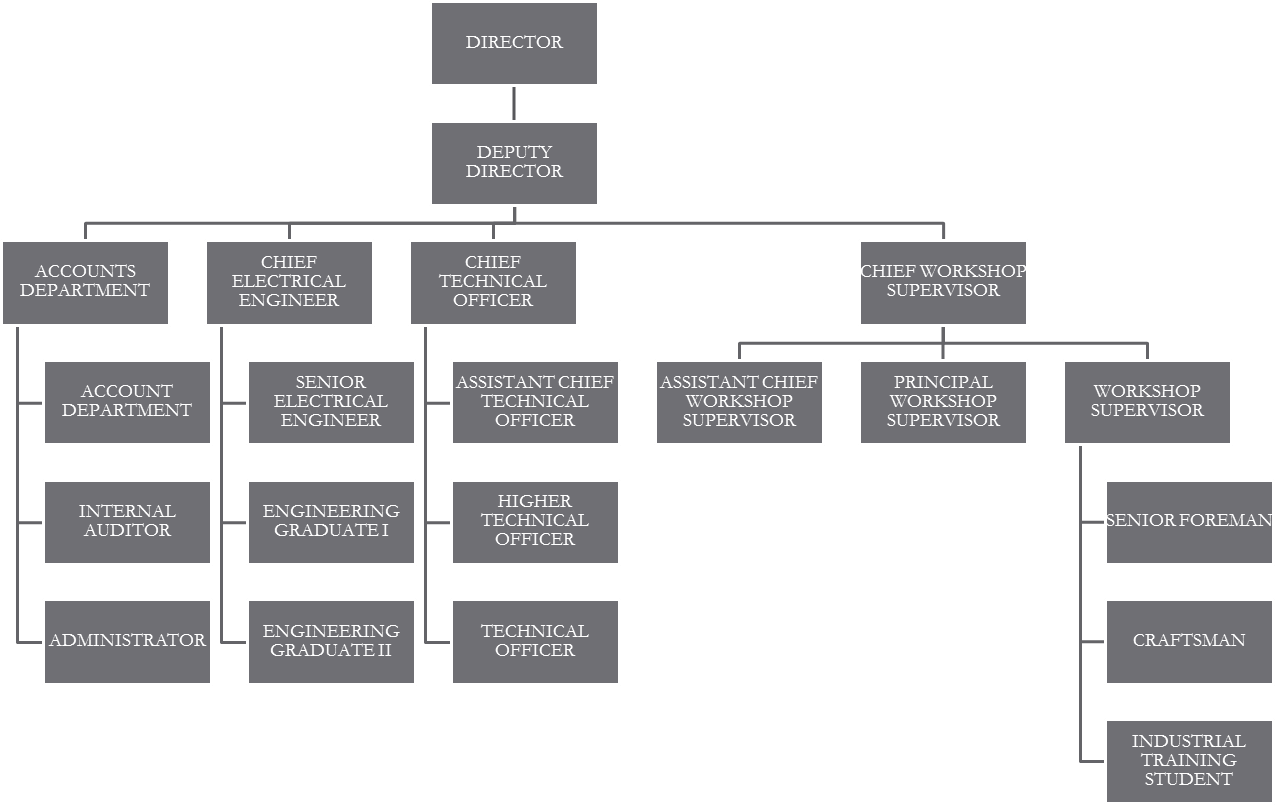 DIRECTOR
DEPUTY
DIRECTOR
ACCOUNTS
DEPARTMENT
CHIEF
ELECTRICAL
ENGINEER
CHIEF
TECHNICAL
OFFICER
CHIEF WORKSHOP
SUPERVISOR
ACCOUNT
DEPARTMENT
SENIOR
ELECTRICAL
ENGINEER
ASSISTANT CHIEF
TECHNICAL
OFFICER
ASSISTANT CHIEF
WORKSHOP
SUPERVISOR
PRINCIPAL
WORKSHOP
SUPERVISOR
WORKSHOP
SUPERVISOR
INTERNAL
AUDITOR
ENGINEERING
GRADUATE I
HIGHER
TECHNICAL
OFFICER
SENIOR FOREMAN
ADMINISTRATOR
ENGINEERING
GRADUATE II
TECHNICAL
OFFICER
CRAFTSMAN
INDUSTRIAL
TRAINING
STUDENT